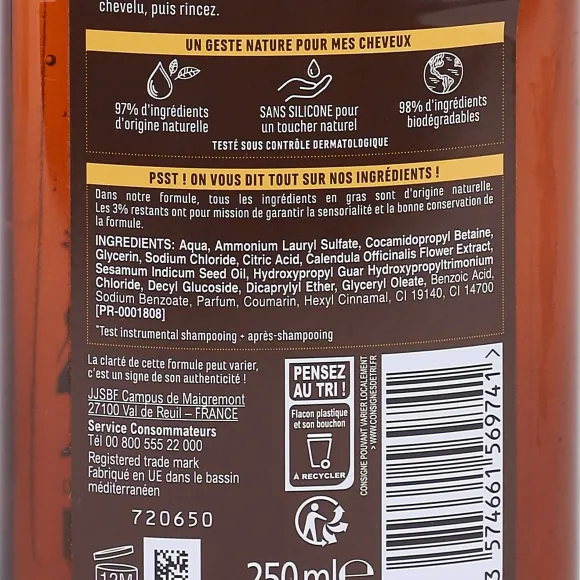 chevelu, puis rincez.
UN GESTE NATURE POUR MES CHEVEUX
97% d'ingrédients
d'origine naturelle
SANS SILICONE pour
un toucher naturel
98% d'ingrédients
biodégradables
TESTÉ SOUS CONTRÔLE DERMATOLOGIQUE
PSST ! ON VOUS DIT TOUT SUR NOS INGRÉDIENTS !
Dans notre formule, tous les ingrédients en gras sont d'origine naturelle.
Les 3% restants ont pour mission de garantir la sensorialité et la bonne conservation de
la formule.
INGREDIENTS: Aqua, Ammonium Lauryl Sulfate, Cocamidopropyl Betaine,
Glycerin, Sodium Chloride, Citric Acid, Calendula Officinalis Flower Extract,
Sesamum Indicum Seed Oil, Hydroxypropyl Guar Hydroxypropyltrimonium
Chloride, Decyl Glucoside, Dicaprylyl Ether, Glyceryl Oleate, Benzoic Acid,
Sodium Benzoate, Parfum, Coumarin, Hexyl Cinnamal, CI 19140, CI 14700
[PR-0001808]
*Test instrumental shampooing + après-shampooing
La clarté de cette formule peut varier,
c'est un signe de son authenticité !
JJSBF Campus de Maigremont
27100 Val de Reuil – FRANCE
Service Consommateurs
Tél 00 800 555 22 000
Registered trade mark
Fabriqué en UE dans le bassin
méditerranéen
720650
12M
PENSEZ
AU TRI !
Flacon plastique
et son bouchon
À RECYCLER
CONSIGNE POUVANT VARIER LOCALEMENT
> WWW.CONSIGNESDETRI.FR
250 ml e
3 574661 569741 >